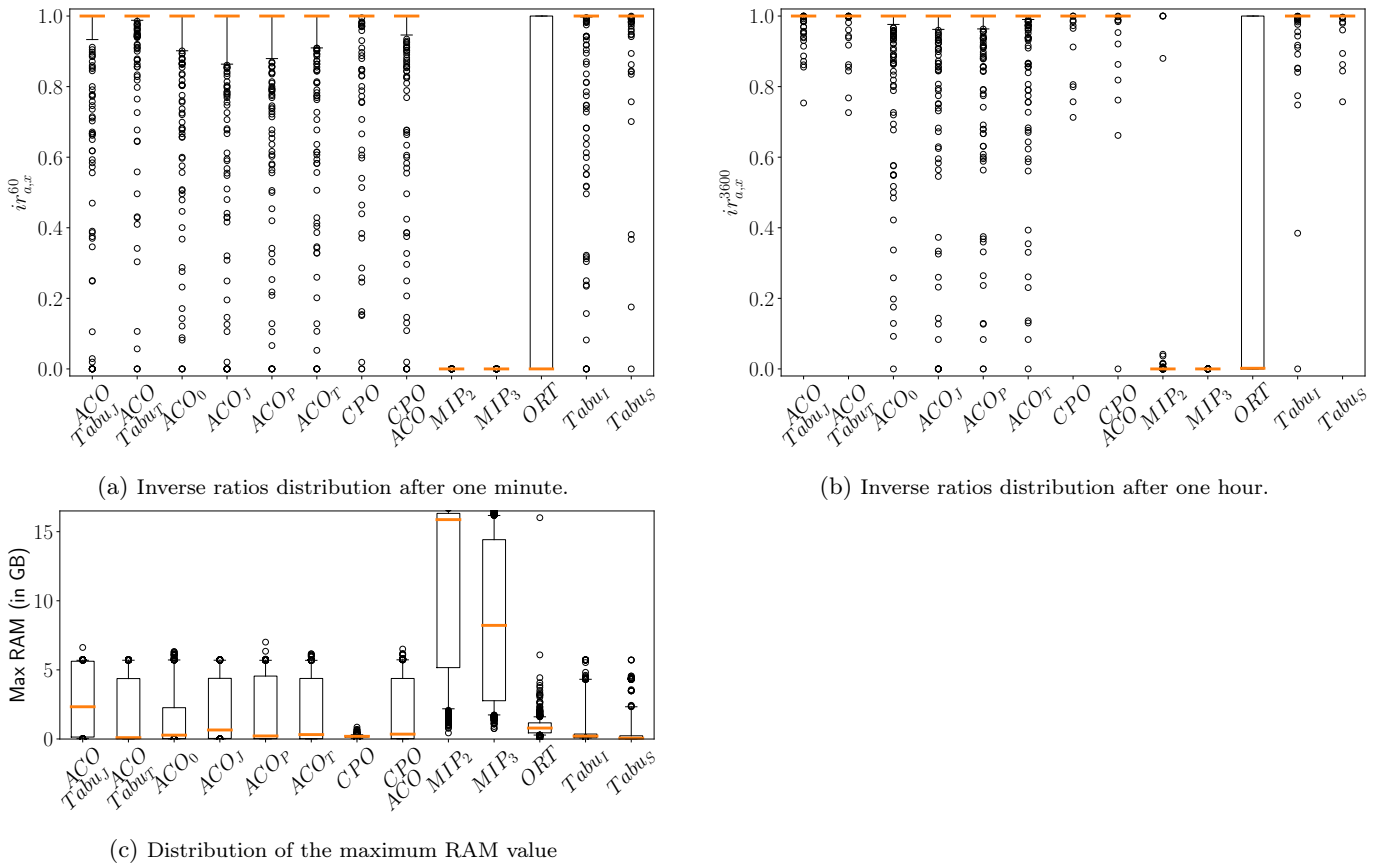 1.0
0.8
0.6
0.4
0.2
0.0
ir^{60}_{a,x}
ACO Tabu_J
ACO Tabu_T
ACO_0
ACO_J
ACO_P
ACO_T
CPO
CPO ACO
MIP_2
MIP_3
ORT
Tabu_I
Tabu_S
(a) Inverse ratios distribution after one minute.
1.0
0.8
0.6
0.4
0.2
0.0
ir^{3600}_{a,x}
ACO Tabu_J
ACO Tabu_T
ACO_0
ACO_J
ACO_P
ACO_T
CPO
CPO ACO
MIP_2
MIP_3
ORT
Tabu_I
Tabu_S
(b) Inverse ratios distribution after one hour.
15
10
5
0
Max RAM (in GB)
ACO Tabu_J
ACO Tabu_T
ACO_0
ACO_J
ACO_P
ACO_T
CPO
CPO ACO
MIP_2
MIP_3
ORT
Tabu_I
Tabu_S
(c) Distribution of the maximum RAM value